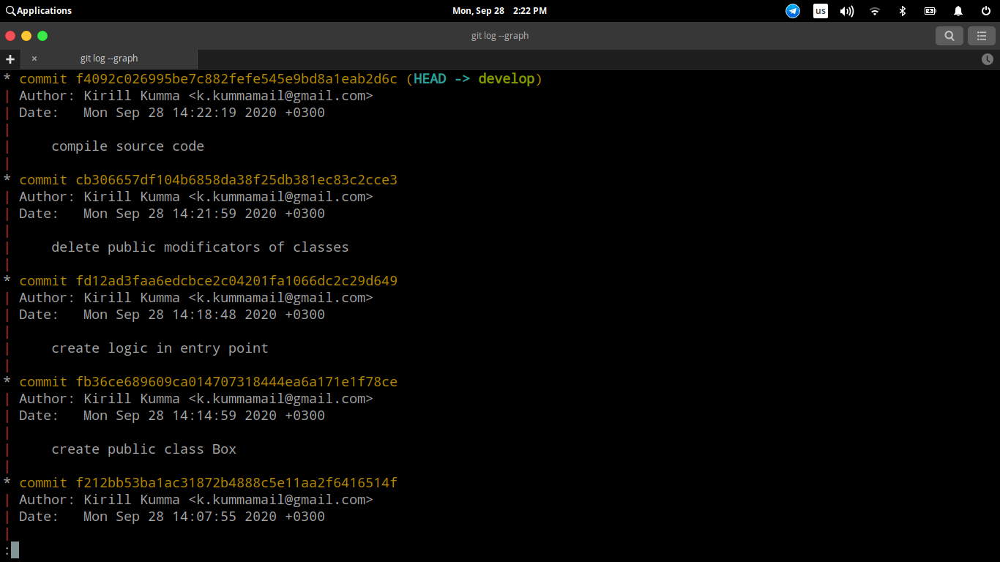 Applications
Mon, Sep 28 2:22 PM
us
git log --graph
+ × git log --graph
* commit f4092c026995be7c882fefe545e9bd8a1eab2d6c (HEAD -> develop)
| Author: Kirill Kumma <k.kummamail@gmail.com>
| Date:   Mon Sep 28 14:22:19 2020 +0300
|
|     compile source code
|
* commit cb306657df104b6858da38f25db381ec83c2cce3
| Author: Kirill Kumma <k.kummamail@gmail.com>
| Date:   Mon Sep 28 14:21:59 2020 +0300
|
|     delete public modificators of classes
|
* commit fd12ad3faa6edcbce2c04201fa1066dc2c29d649
| Author: Kirill Kumma <k.kummamail@gmail.com>
| Date:   Mon Sep 28 14:18:48 2020 +0300
|
|     create logic in entry point
|
* commit fb36ce689609ca014707318444ea6a171e1f78ce
| Author: Kirill Kumma <k.kummamail@gmail.com>
| Date:   Mon Sep 28 14:14:59 2020 +0300
|
|     create public class Box
|
* commit f212bb53ba1ac31872b4888c5e11aa2f6416514f
| Author: Kirill Kumma <k.kummamail@gmail.com>
| Date:   Mon Sep 28 14:07:55 2020 +0300
|
: